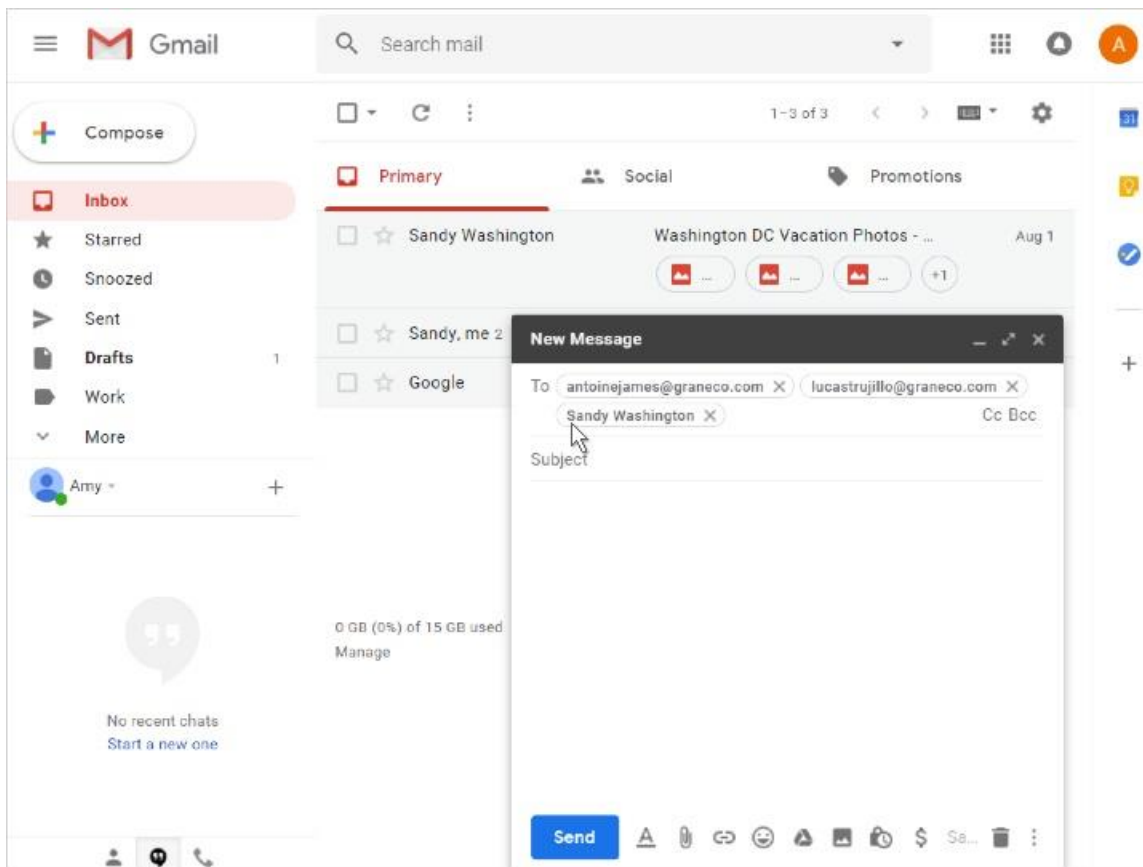 Gmail
Search mail
A
Compose
1–3 of 3
31
Primary
Social
Promotions
Inbox
Starred
Snoozed
Sent
Drafts 1
Work
More
Sandy Washington Washington DC Vacation Photos - ... Aug 1
... ... ... +1
Sandy, me 2
Google
New Message
To antoinejames@graneco.com lucastrujillo@graneco.com
Sandy Washington Cc Bcc
Subject
Amy
0 GB (0%) of 15 GB used
Manage
No recent chats
Start a new one
Send A $ Sa...